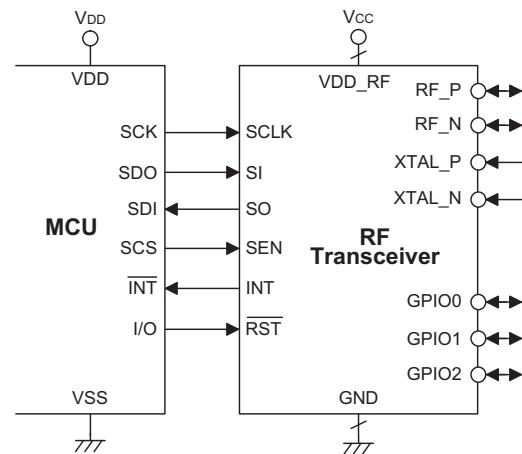 VDD
VCC
VDD
VDD_RF
RF_P
RF_N
SCK
SCLK
XTAL_P
SDO
SI
XTAL_N
SDI
SO
MCU
RF
Transceiver
SCS
SEN
INT
INT
GPIO0
I/O
RST
GPIO1
GPIO2
VSS
GND